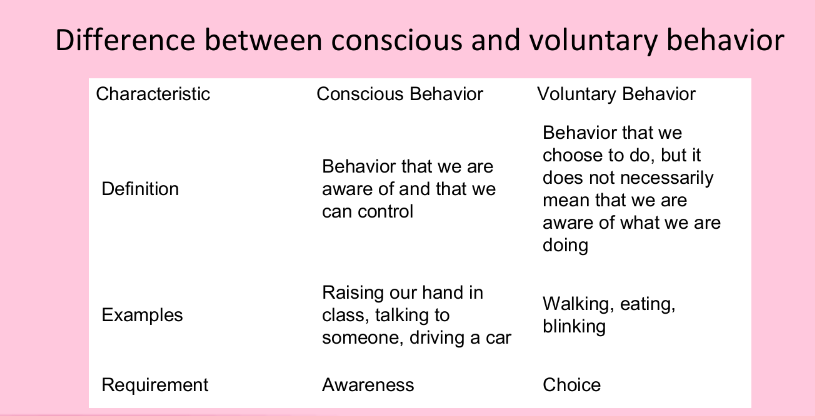 Difference between conscious and voluntary behavior
Characteristic Conscious Behavior Voluntary Behavior
Definition
Behavior that we are
aware of and that we
can control
Behavior that we
choose to do, but it
does not necessarily
mean that we are
aware of what we are
doing
Examples
Raising our hand in
class, talking to
someone, driving a car
Walking, eating,
blinking
Requirement Awareness Choice